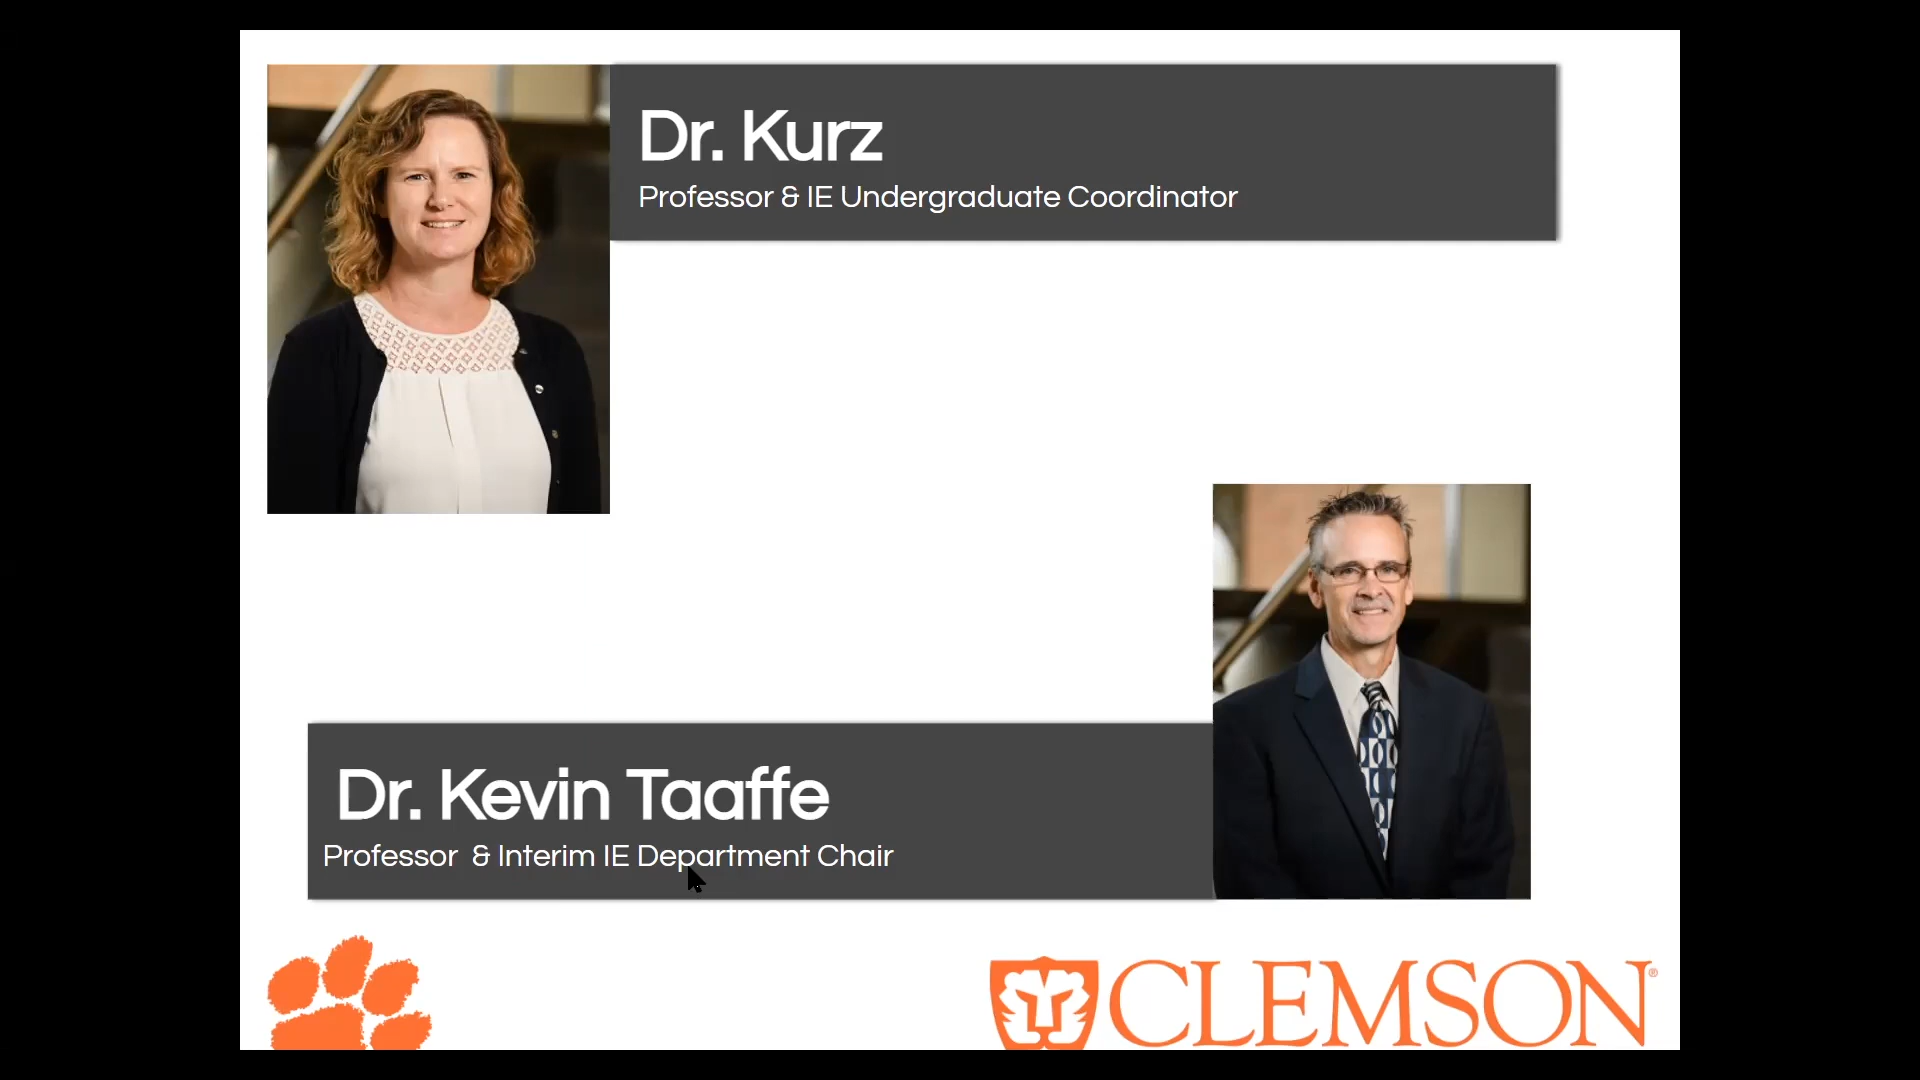 Dr. Kurz
Professor & IE Undergraduate Coordinator
Dr. Kevin Taaffe
Professor & Interim IE Department Chair
CLEMSON®